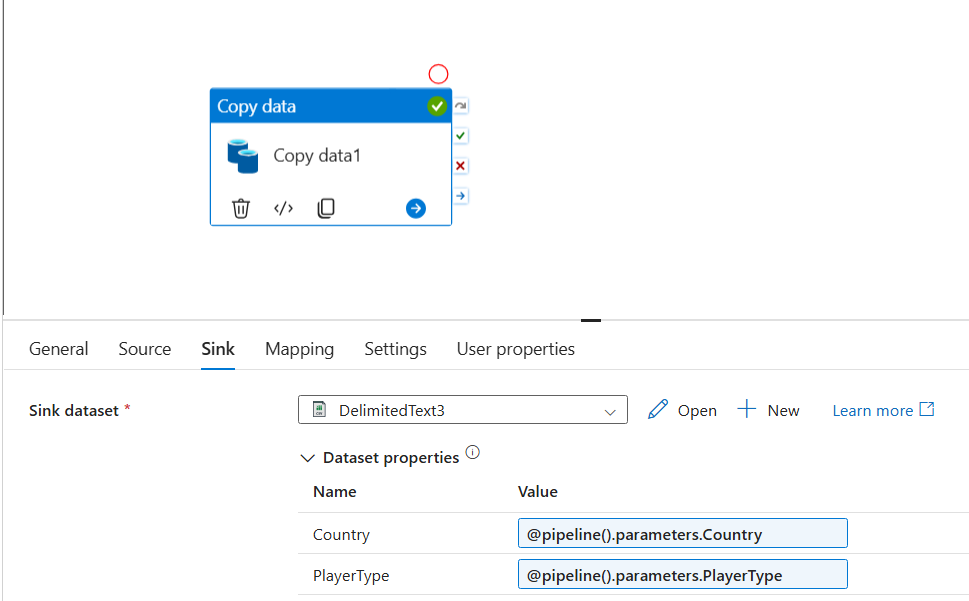 Copy data
Copy data1
General Source Sink Mapping Settings User properties
Sink dataset * DelimitedText3 Open New Learn more
Dataset properties
Name Value
Country @pipeline().parameters.Country
PlayerType @pipeline().parameters.PlayerType